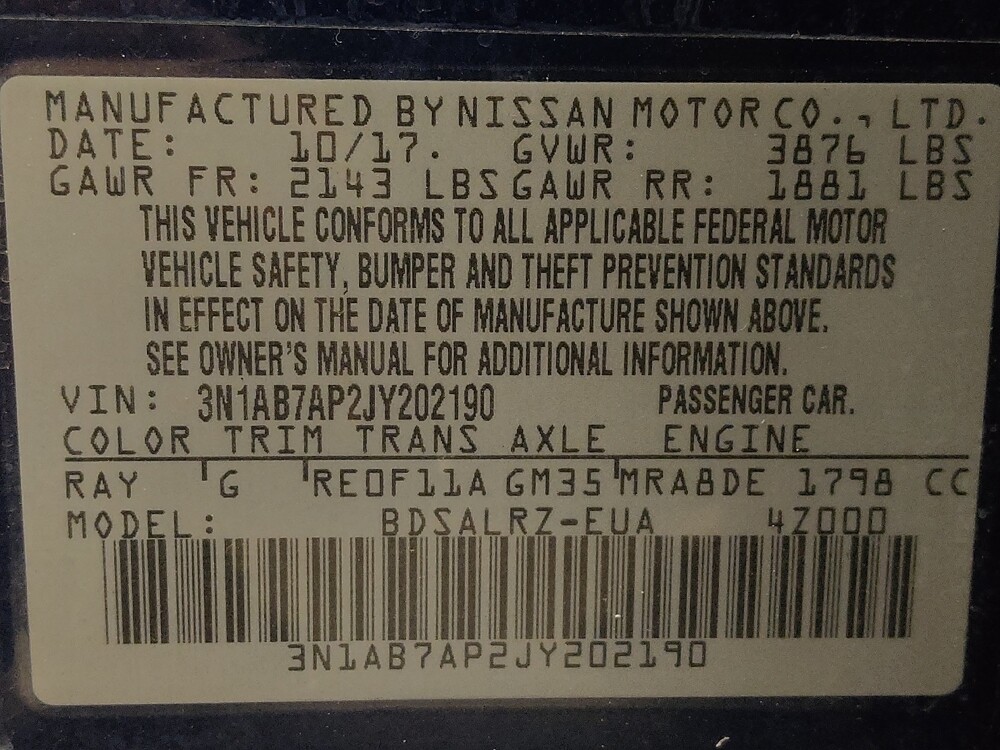 MANUFACTURED BY NISSAN MOTOR CO., LTD.
DATE: 10/17. GVWR: 3876 LBS
GAWR FR: 2143 LBS GAWR RR: 1881 LBS
THIS VEHICLE CONFORMS TO ALL APPLICABLE FEDERAL MOTOR
VEHICLE SAFETY, BUMPER AND THEFT PREVENTION STANDARDS
IN EFFECT ON THE DATE OF MANUFACTURE SHOWN ABOVE.
SEE OWNER'S MANUAL FOR ADDITIONAL INFORMATION.
VIN: 3N1AB7AP2JY202190 PASSENGER CAR.
COLOR TRIM TRANS AXLE ENGINE
RAY G RE0F11A GM35 MRA8DE 1798 CC
MODEL: BDSALRZ-EUA 4Z000
3N1AB7AP2JY202190